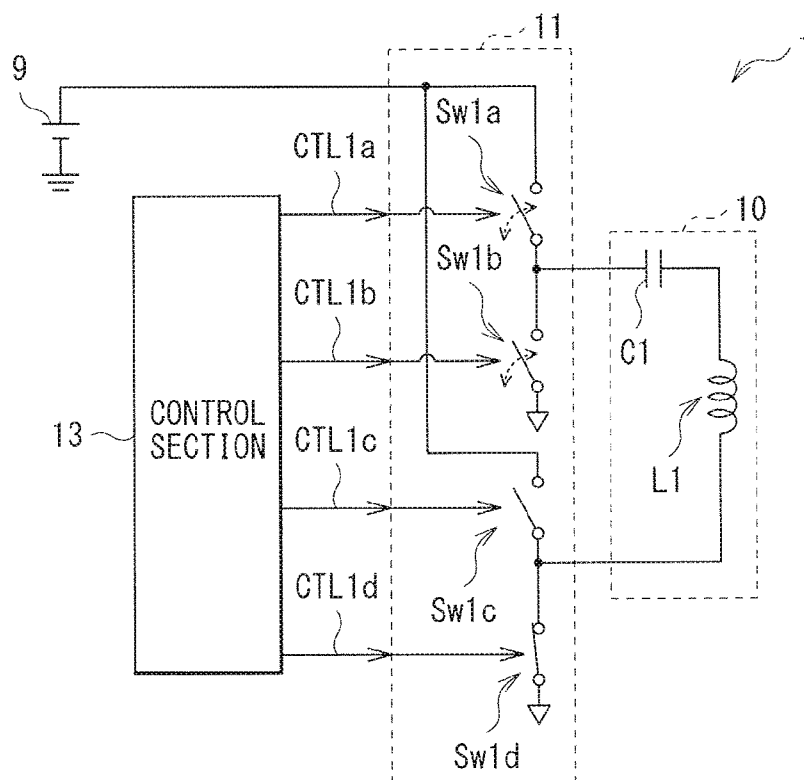 11
9
Sw1a
CTL1a
10
Sw1b
CTL1b
C1
CONTROL
SECTION
13
CTL1c
L1
Sw1c
CTL1d
Sw1d